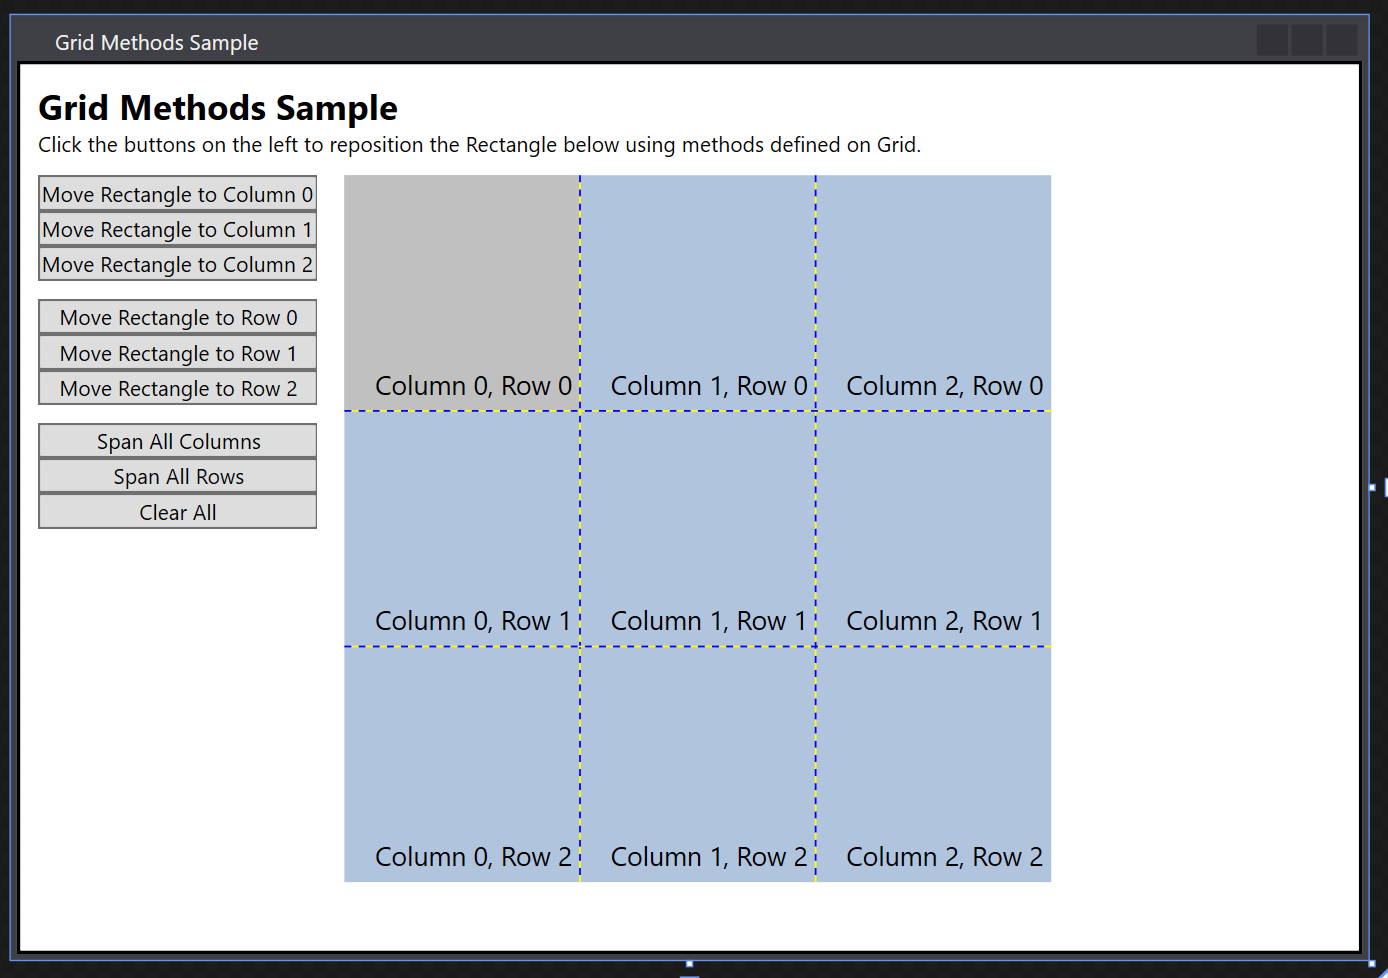 Grid Methods Sample
Grid Methods Sample
Click the buttons on the left to reposition the Rectangle below using methods defined on Grid.
Move Rectangle to Column 0
Move Rectangle to Column 1
Move Rectangle to Column 2
Move Rectangle to Row 0
Move Rectangle to Row 1
Move Rectangle to Row 2
Span All Columns
Span All Rows
Clear All
Column 0, Row 0
Column 1, Row 0
Column 2, Row 0
Column 0, Row 1
Column 1, Row 1
Column 2, Row 1
Column 0, Row 2
Column 1, Row 2
Column 2, Row 2